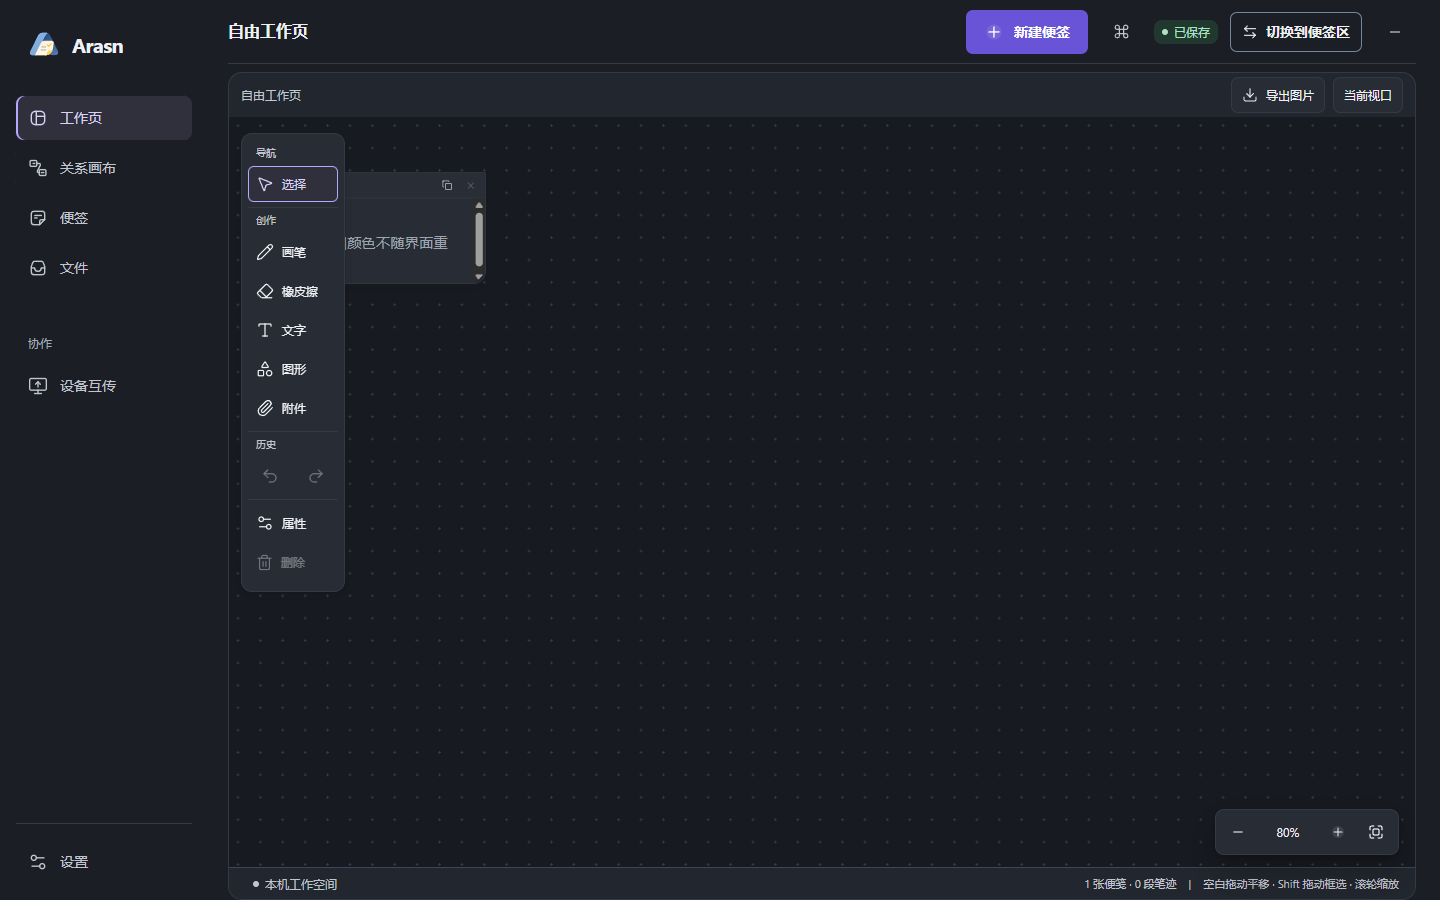 Arasn
工作页
关系画布
便签
文件
协作
设备互传
设置
自由工作页
新建便签
已保存
切换到便签区
自由工作页
导出图片
当前视口
导航
选择
创作
画笔
橡皮擦
文字
图形
附件
历史
属性
删除
颜色不随界面重
80%
本机工作空间
1 张便笺 · 0 段笔迹 | 空白拖动平移 · Shift 拖动框选 · 滚轮缩放